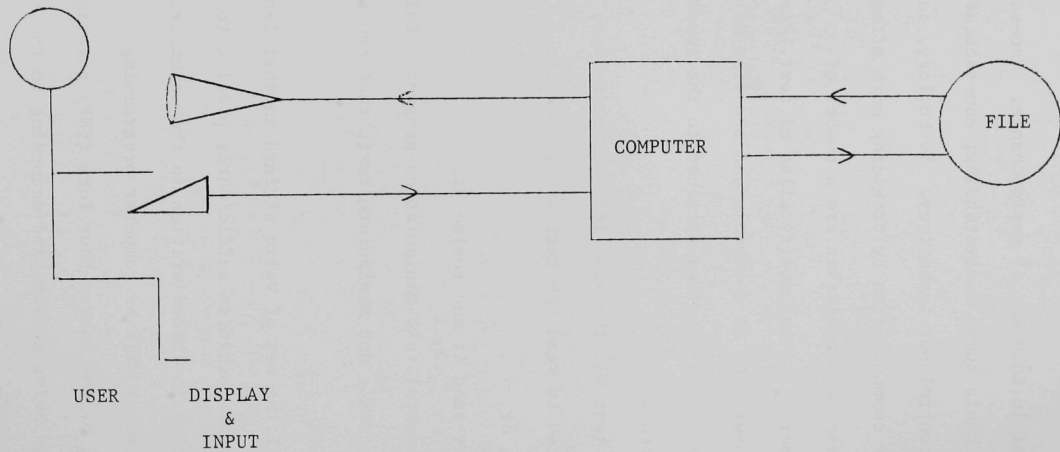 COMPUTER
FILE
USER
DISPLAY
&
INPUT